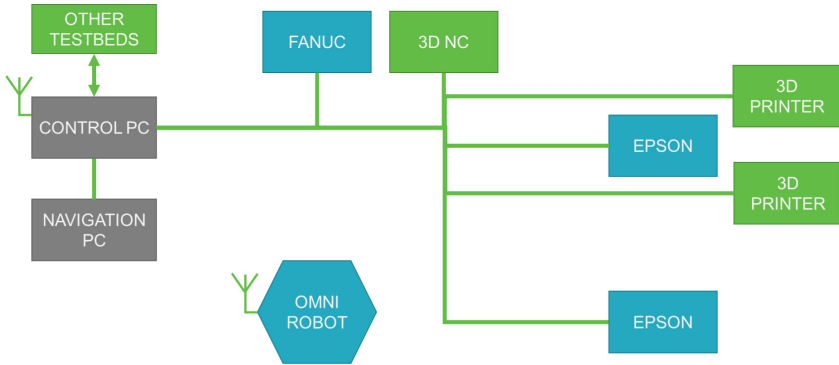 OTHER
TESTBEDS
FANUC
3D NC
3D
PRINTER
CONTROL PC
EPSON
3D
PRINTER
NAVIGATION
PC
OMNI
ROBOT
EPSON